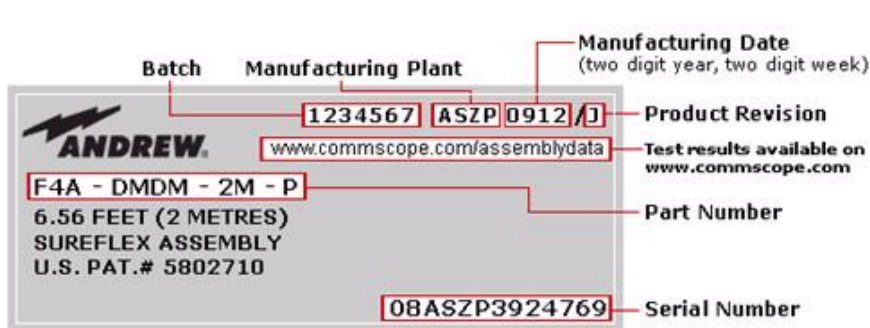 Manufacturing Date
(two digit year, two digit week)
Batch Manufacturing Plant
1234567 ASZP 0912 /J Product Revision
ANDREW.
www.commscope.com/assemblydata Test results available on
www.commscope.com
F4A - DMDM - 2M - P
Part Number
6.56 FEET (2 METRES)
SUREFLEX ASSEMBLY
U.S. PAT.# 5802710
08ASZP3924769 Serial Number